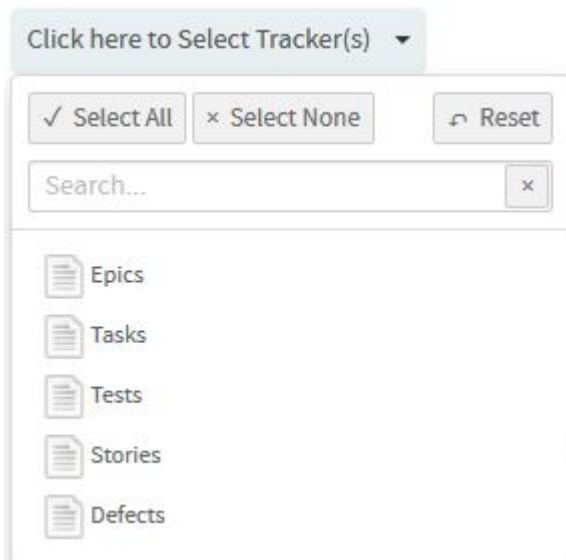 Click here to Select Tracker(s)
✓ Select All × Select None Reset
Search... ×
Epics
Tasks
Tests
Stories
Defects